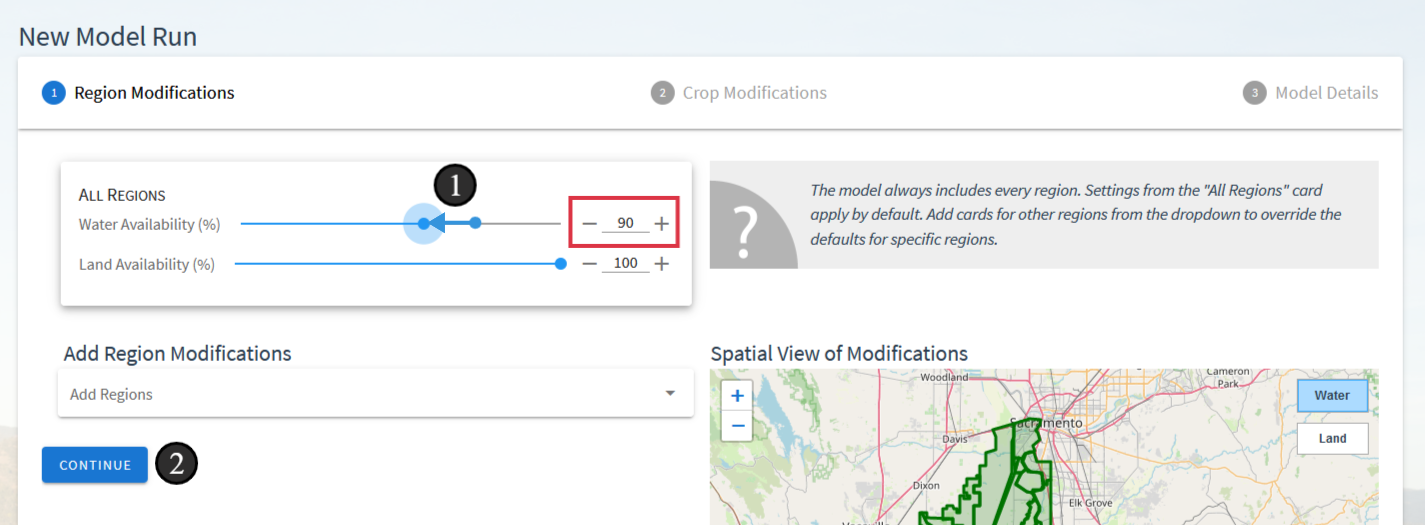 New Model Run
1 Region Modifications
2 Crop Modifications
3 Model Details
ALL REGIONS
1
Water Availability (%)
− 90 +
Land Availability (%)
− 100 +
?
The model always includes every region. Settings from the "All Regions" card
apply by default. Add cards for other regions from the dropdown to override the
defaults for specific regions.
Add Region Modifications
Add Regions
CONTINUE
2
Spatial View of Modifications
+
−
Water
Land
Woodland
Cameron
Park
Sacramento
Davis
Dixon
Elk Grove